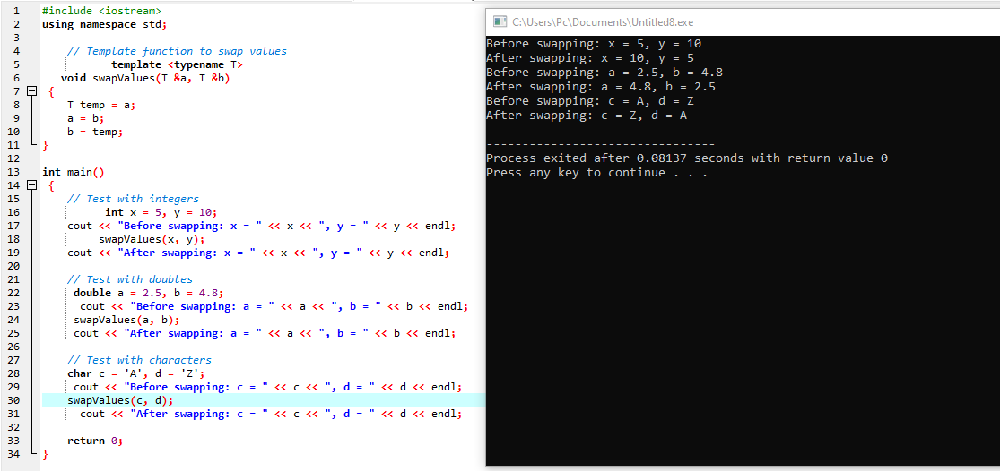 1 #include <iostream>
2 using namespace std;
3
4 // Template function to swap values
5 template <typename T>
6 void swapValues(T &a, T &b)
7 {
8 T temp = a;
9 a = b;
10 b = temp;
11 }
12
13 int main()
14 {
15 // Test with integers
16 int x = 5, y = 10;
17 cout << "Before swapping: x = " << x << ", y = " << y << endl;
18 swapValues(x, y);
19 cout << "After swapping: x = " << x << ", y = " << y << endl;
20
21 // Test with doubles
22 double a = 2.5, b = 4.8;
23 cout << "Before swapping: a = " << a << ", b = " << b << endl;
24 swapValues(a, b);
25 cout << "After swapping: a = " << a << ", b = " << b << endl;
26
27 // Test with characters
28 char c = 'A', d = 'Z';
29 cout << "Before swapping: c = " << c << ", d = " << d << endl;
30 swapValues(c, d);
31 cout << "After swapping: c = " << c << ", d = " << d << endl;
32
33 return 0;
34 }
C:\Users\Pc\Documents\Untitled8.exe
Before swapping: x = 5, y = 10
After swapping: x = 10, y = 5
Before swapping: a = 2.5, b = 4.8
After swapping: a = 4.8, b = 2.5
Before swapping: c = A, d = Z
After swapping: c = Z, d = A
--------------------------------
Process exited after 0.08137 seconds with return value 0
Press any key to continue . . .